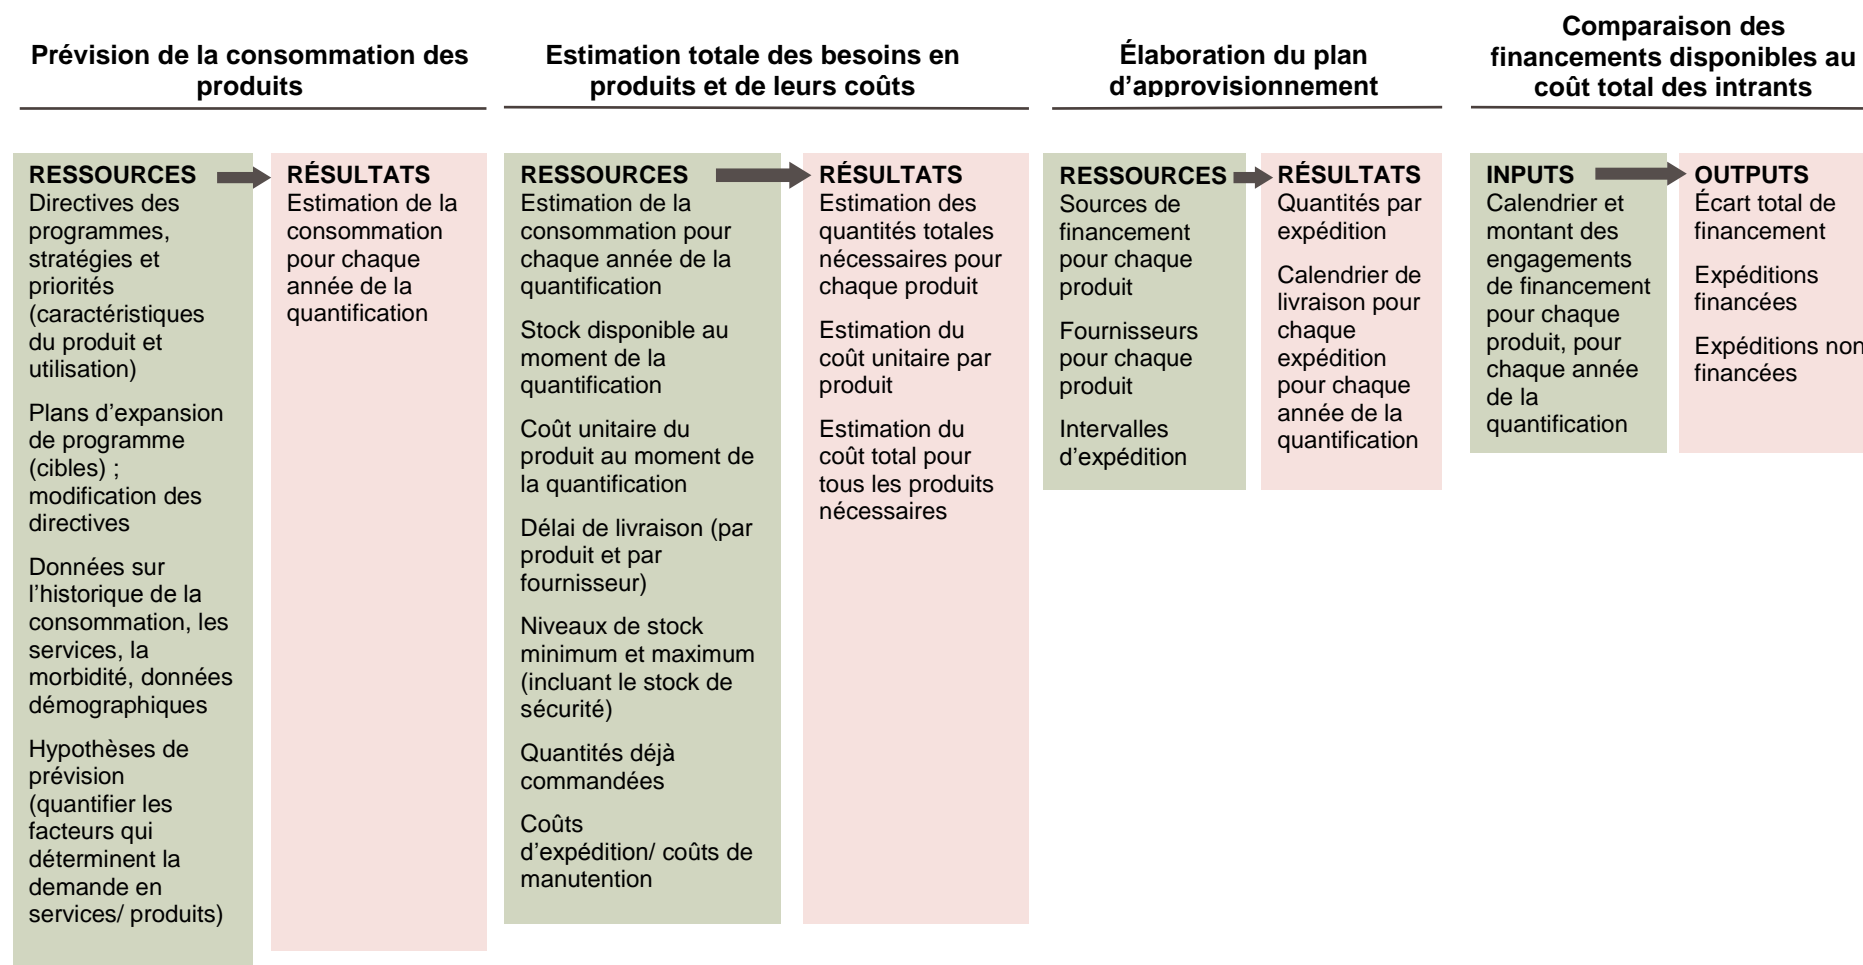 Prévision de la consommation des
produits
RESSOURCES
Directives des
programmes,
stratégies et
priorités
(caractéristiques
du produit et
utilisation)
Plans d’expansion
de programme
(cibles) ;
modification des
directives
Données sur
l’historique de la
consommation, les
services, la
morbidité, données
démographiques
Hypothèses de
prévision
(quantifier les
facteurs qui
déterminent la
demande en
services/ produits)
RÉSULTATS
Estimation de la
consommation
pour chaque
année de la
quantification
Estimation totale des besoins en
produits et de leurs coûts
RESSOURCES
Estimation de la
consommation pour
chaque année de la
quantification
Stock disponible au
moment de la
quantification
Coût unitaire du
produit au moment de
la quantification
Délai de livraison (par
produit et par
fournisseur)
Niveaux de stock
minimum et maximum
(incluant le stock de
sécurité)
Quantités déjà
commandées
Coûts
d’expédition/ coûts de
manutention
RÉSULTATS
Estimation des
quantités totales
nécessaires pour
chaque produit
Estimation du
coût unitaire par
produit
Estimation du
coût total pour
tous les produits
nécessaires
Élaboration du plan
d’approvisionnement
RESSOURCES
Sources de
financement
pour chaque
produit
Fournisseurs
pour chaque
produit
Intervalles
d’expédition
RÉSULTATS
Quantités par
expédition
Calendrier de
livraison pour
chaque
expédition
pour chaque
année de la
quantification
Comparaison des
financements disponibles au
coût total des intrants
INPUTS
Calendrier et
montant des
engagements
de financement
pour chaque
produit, pour
chaque année
de la
quantification
OUTPUTS
Écart total de
financement
Expéditions
financées
Expéditions non
financées